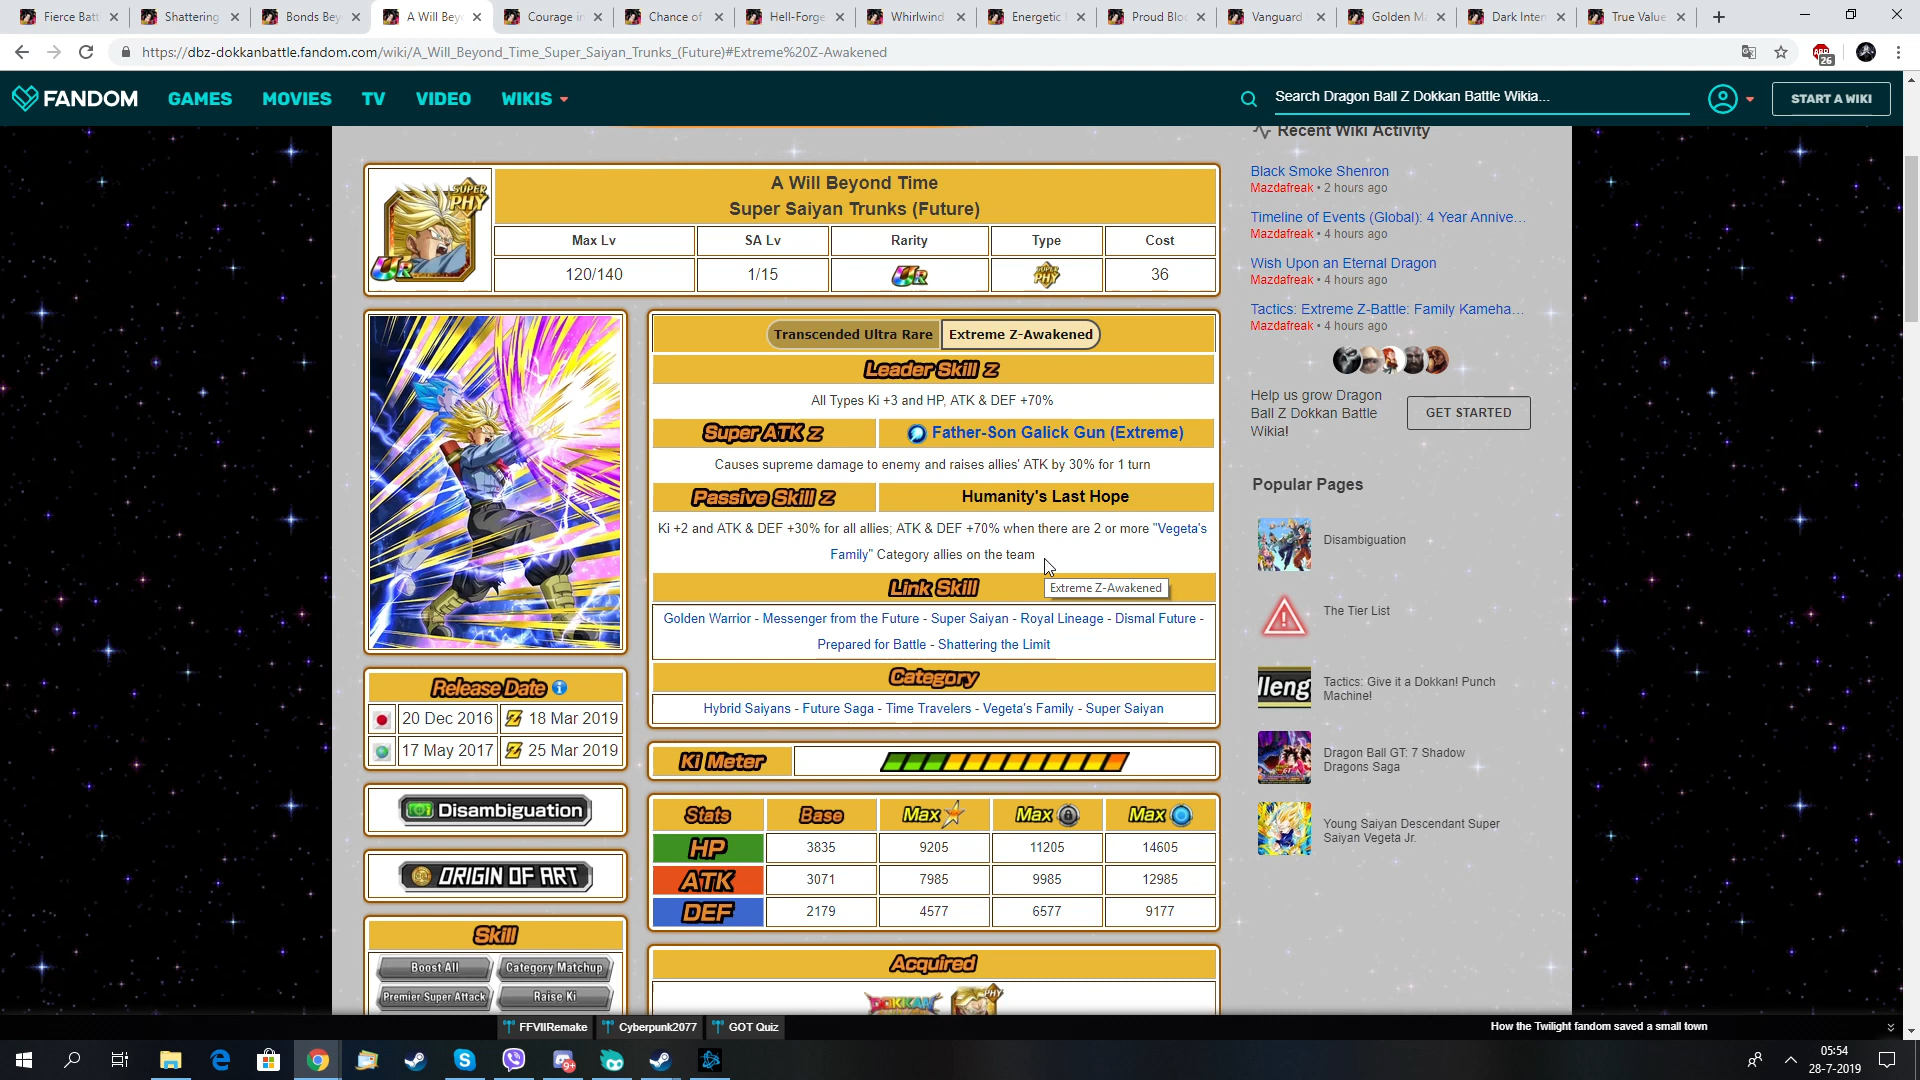 Fierce Bat
Shattering
Bonds Bey
A Will Bey
Courage in
Chance of
Hell-Forge
Whirlwind
Energetic
Proud Bloo
Vanguard
Golden M
Dark Inten
True Value
https://dbz-dokkanbattle.fandom.com/wiki/A_Will_Beyond_Time_Super_Saiyan_Trunks_(Future)#Extreme%20Z-Awakened
26
FANDOM GAMES MOVIES TV VIDEO WIKIS
Search Dragon Ball Z Dokkan Battle Wikia...
START A WIKI
SUPER PHY
UR
A Will Beyond Time
Super Saiyan Trunks (Future)
Max Lv SA Lv Rarity Type Cost
120/140 1/15 UR SUPER PHY 36
Transcended Ultra Rare Extreme Z-Awakened
Leader Skill Z
All Types Ki +3 and HP, ATK & DEF +70%
Super ATK Z Father-Son Galick Gun (Extreme)
Causes supreme damage to enemy and raises allies' ATK by 30% for 1 turn
Passive Skill Z Humanity's Last Hope
Ki +2 and ATK & DEF +30% for all allies; ATK & DEF +70% when there are 2 or more "Vegeta's
Family" Category allies on the team
Extreme Z-Awakened
Link Skill
Golden Warrior - Messenger from the Future - Super Saiyan - Royal Lineage - Dismal Future -
Prepared for Battle - Shattering the Limit
Category
Hybrid Saiyans - Future Saga - Time Travelers - Vegeta's Family - Super Saiyan
Release Date
20 Dec 2016 Z 18 Mar 2019
17 May 2017 Z 25 Mar 2019
Disambiguation
ORIGIN OF ART
Skill
Boost All Category Matchup
Premier Super Attack Raise Ki
Ki Meter
Stats Base Max Max Max
HP 3835 9205 11205 14605
ATK 3071 7985 9985 12985
DEF 2179 4577 6577 9177
Acquired
DOKKAN
PHY
Recent Wiki Activity
Black Smoke Shenron
Mazdafreak • 2 hours ago
Timeline of Events (Global): 4 Year Annive...
Mazdafreak • 4 hours ago
Wish Upon an Eternal Dragon
Mazdafreak • 4 hours ago
Tactics: Extreme Z-Battle: Family Kameha...
Mazdafreak • 4 hours ago
Help us grow Dragon
Ball Z Dokkan Battle
Wikia!
GET STARTED
Popular Pages
Disambiguation
The Tier List
lleng
Tactics: Give it a Dokkan! Punch
Machine!
Dragon Ball GT: 7 Shadow
Dragons Saga
Young Saiyan Descendant Super
Saiyan Vegeta Jr.
FFVIIRemake
Cyberpunk2077
GOT Quiz
How the Twilight fandom saved a small town
9+
05:54
28-7-2019